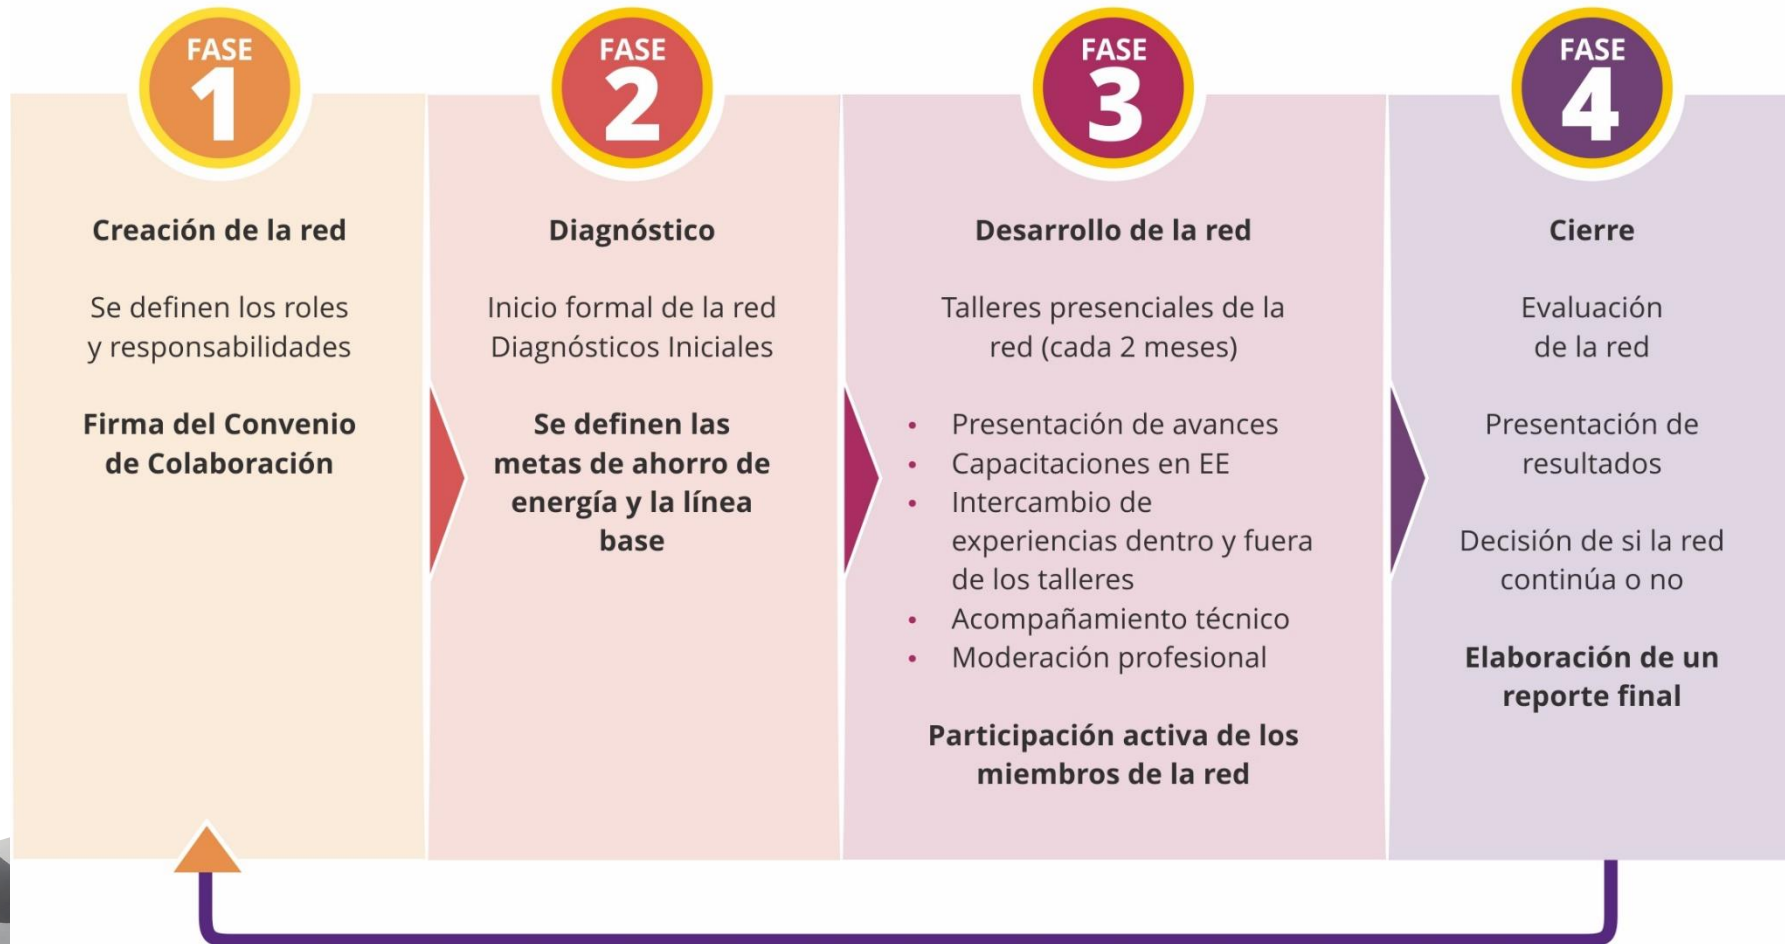 FASE
1
Creación de la red
Se definen los roles
y responsabilidades
Firma del Convenio
de Colaboración
FASE
2
Diagnóstico
Inicio formal de la red
Diagnósticos Iniciales
Se definen las
metas de ahorro de
energía y la línea
base
FASE
3
Desarrollo de la red
Talleres presenciales de la
red (cada 2 meses)
• Presentación de avances
• Capacitaciones en EE
• Intercambio de
experiencias dentro y fuera
de los talleres
• Acompañamiento técnico
• Moderación profesional
Participación activa de los
miembros de la red
FASE
4
Cierre
Evaluación
de la red
Presentación de
resultados
Decisión de si la red
continúa o no
Elaboración de un
reporte final